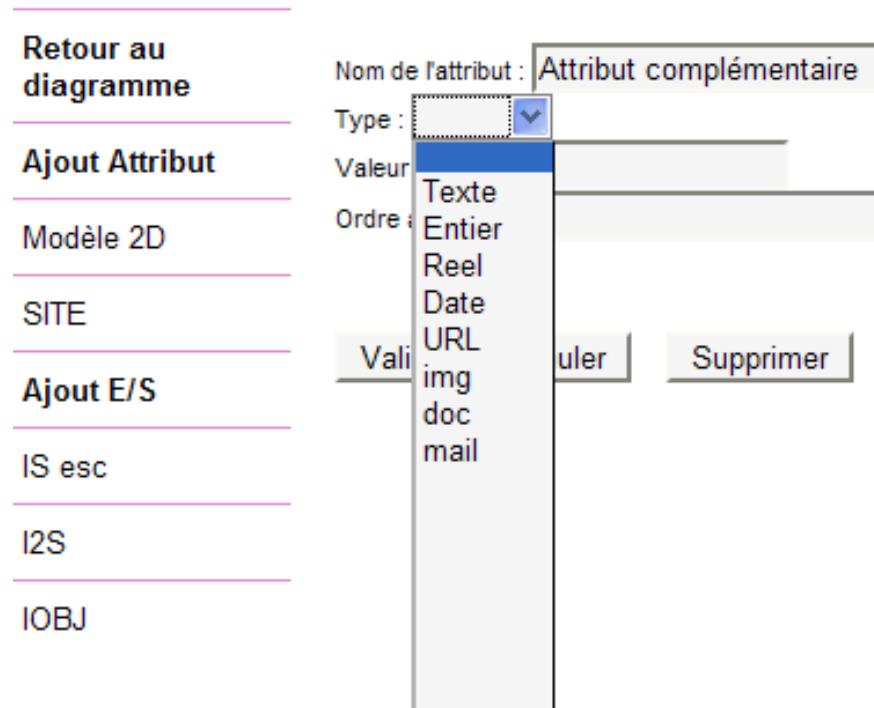 Retour au
diagramme
Ajout Attribut
Modèle 2D
SITE
Ajout E/S
IS esc
I2S
IOBJ
Nom de l'attribut : Attribut complémentaire
Type :
Valeur
Ordre
Texte
Entier
Reel
Date
URL
img
doc
mail
Vali uler Supprimer